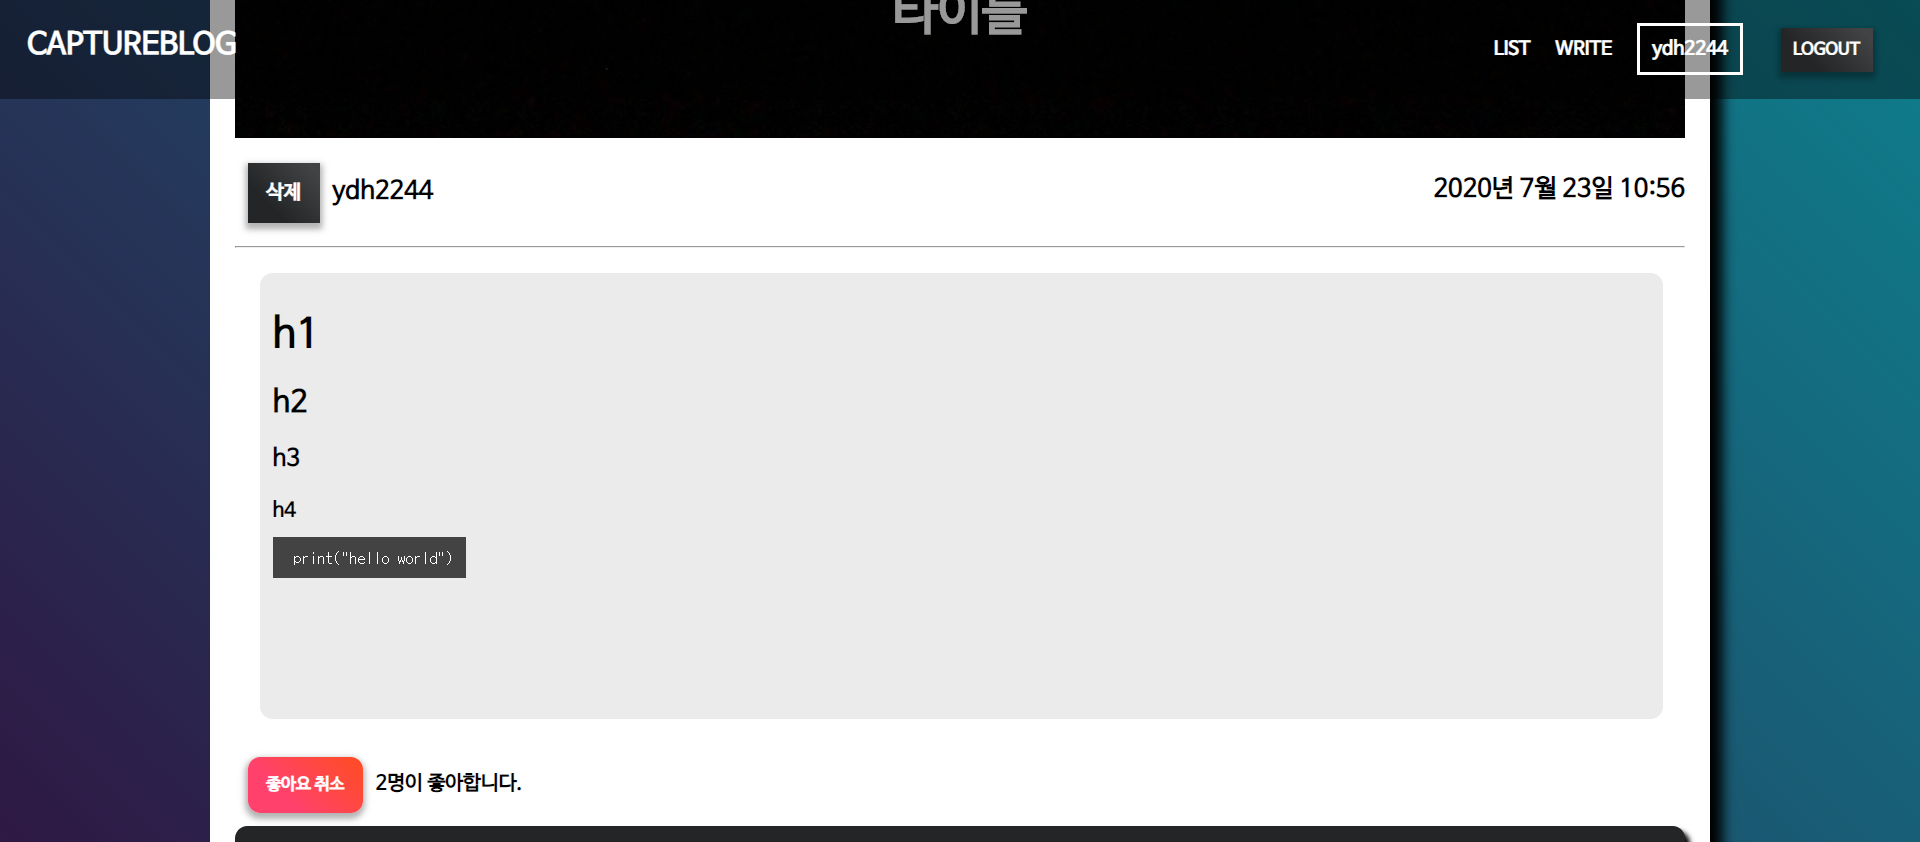 CAPTUREBLOG
LIST WRITE ydh2244 LOGOUT
타이틀
삭제 ydh2244
2020년 7월 23일 10:56
h1
h2
h3
h4
print("hello world")
좋아요 취소 2명이 좋아합니다.